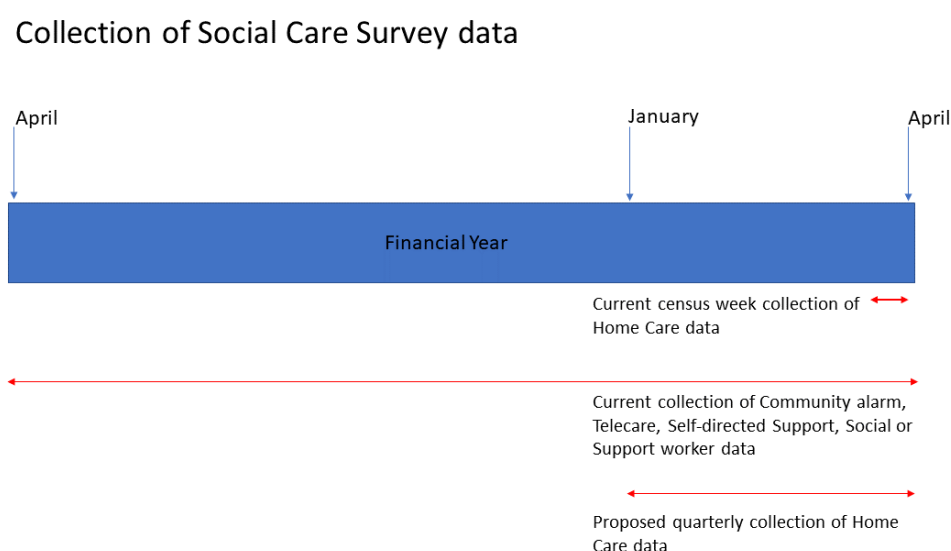 Collection of Social Care Survey data
April
January
April
Financial Year
Current census week collection of
Home Care data
Current collection of Community alarm,
Telecare, Self-directed Support, Social or
Support worker data
Proposed quarterly collection of Home
Care data